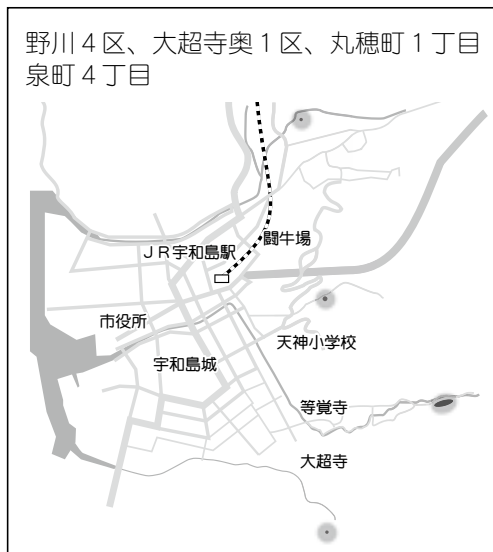 野川４区、大超寺奥１区、丸穂町１丁目
泉町４丁目
ＪＲ宇和島駅
闘牛場
市役所
宇和島城
天神小学校
等覚寺
大超寺